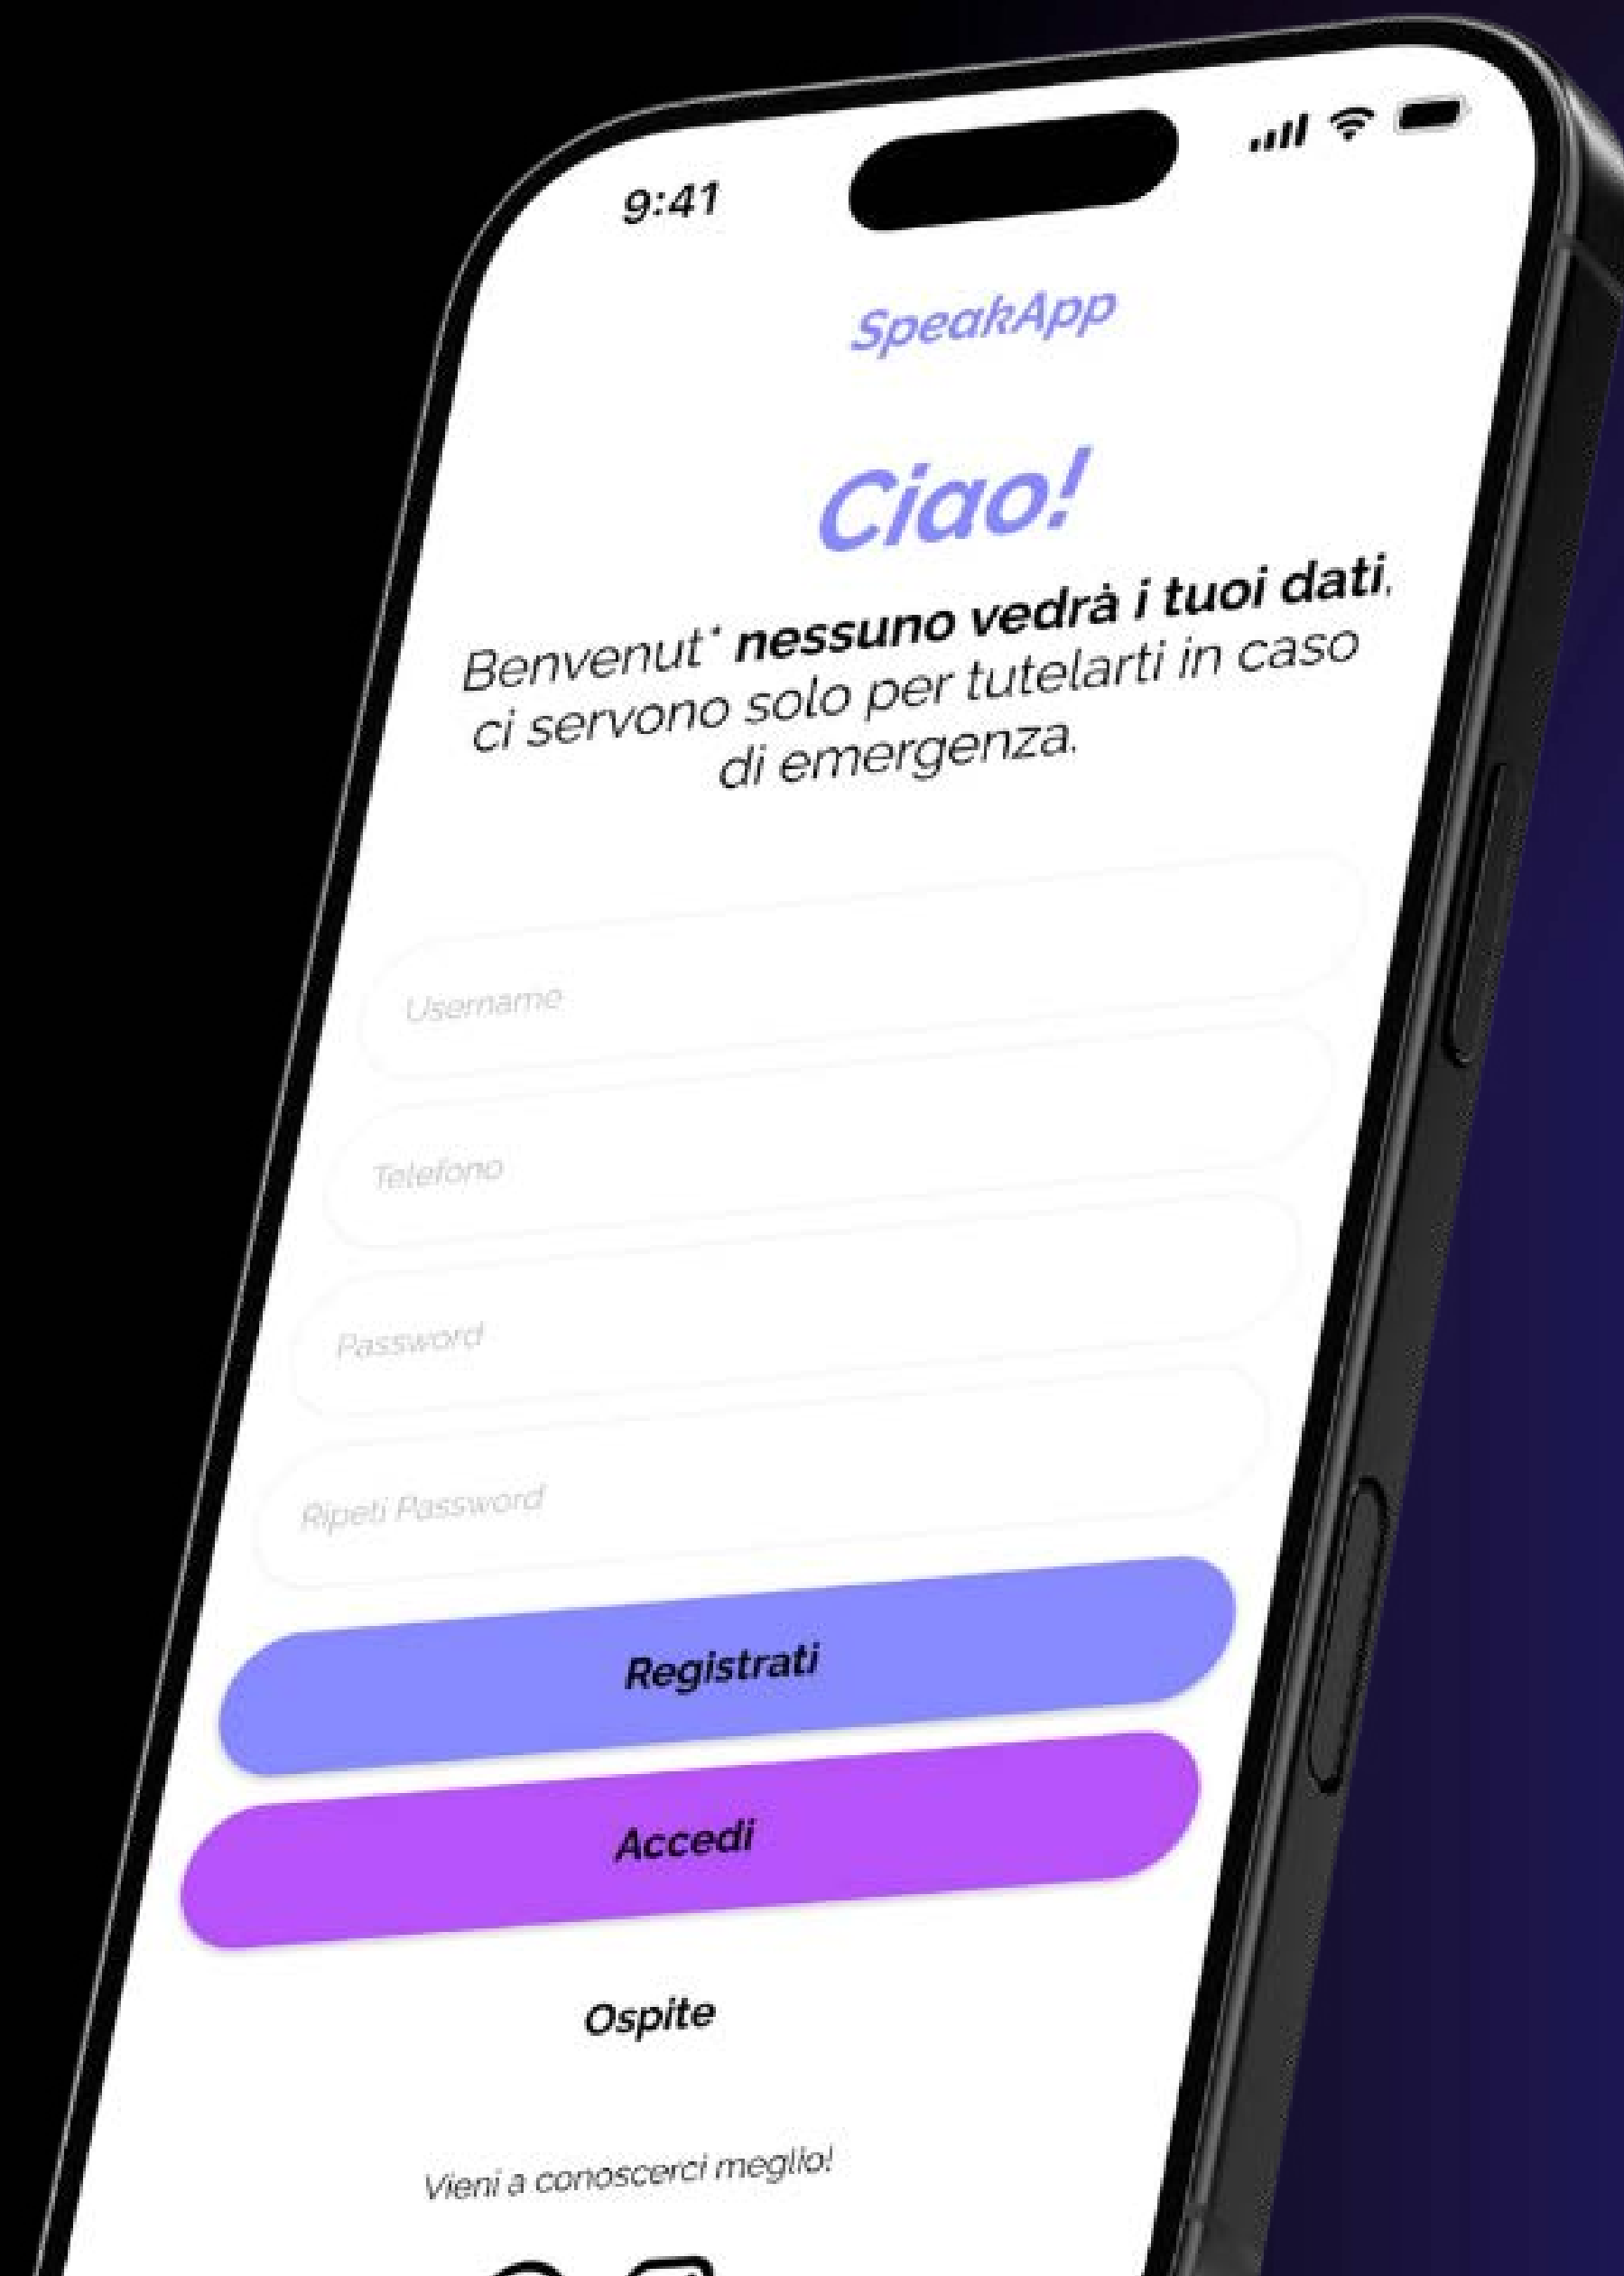 9:41
SpeakApp
Ciao!
Benvenut* nessuno vedrà i tuoi dati,
ci servono solo per tutelarti in caso
di emergenza.
Username
Telefono
Password
Ripeti Password
Registrati
Accedi
Ospite
Vieni a conoscerci meglio!